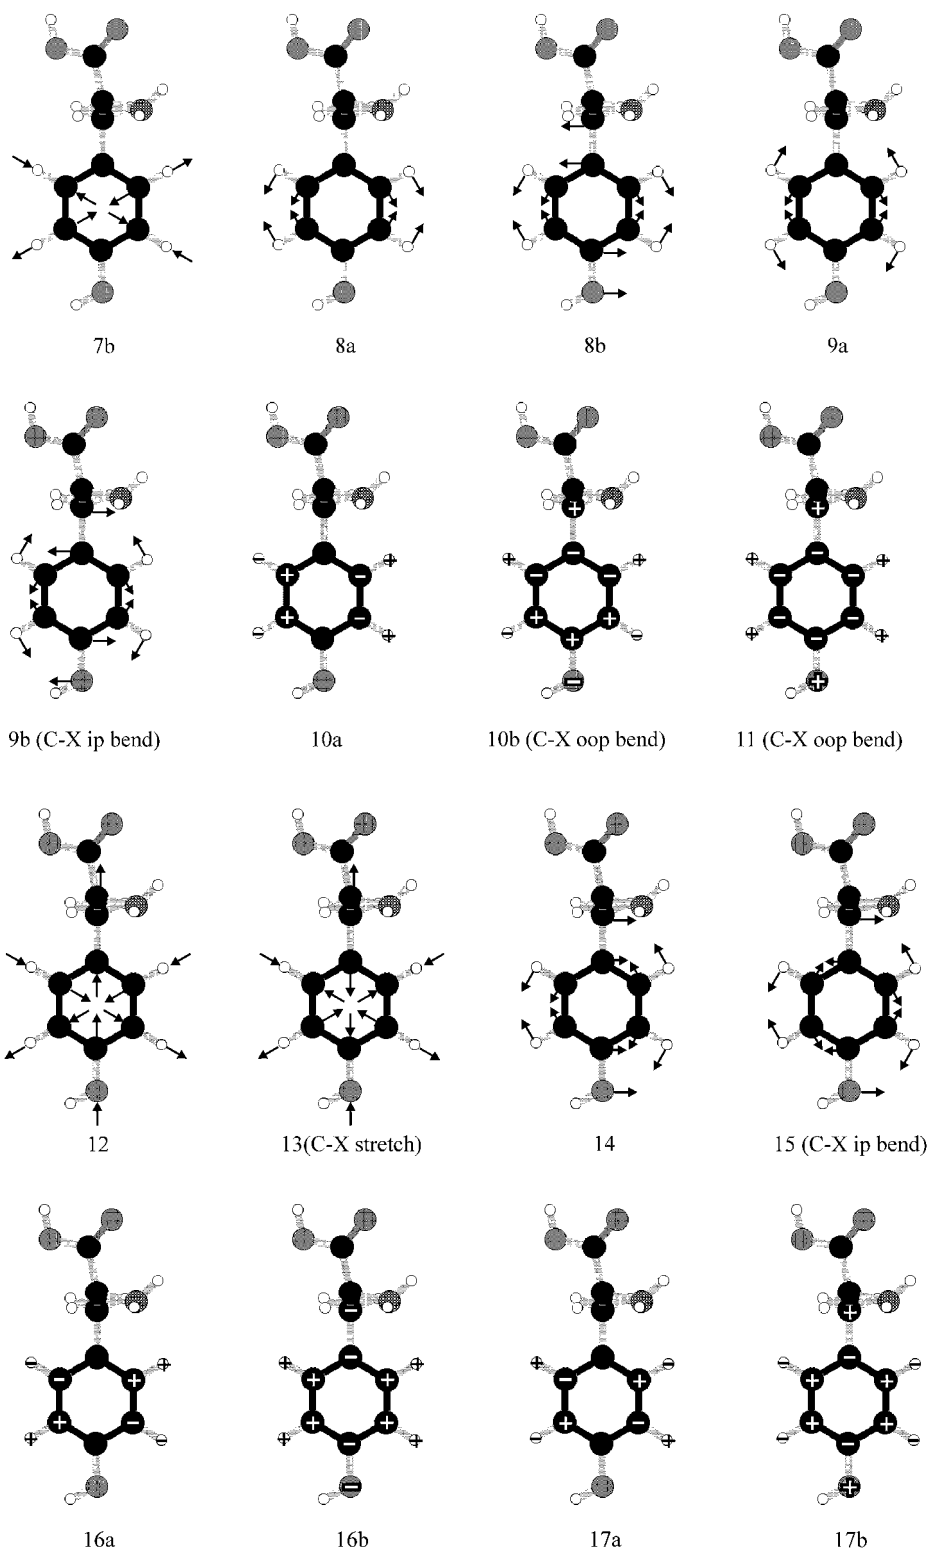 7b 8a 8b 9a
9b (C-X ip bend) 10a 10b (C-X oop bend) 11 (C-X oop bend)
12 13(C-X stretch) 14 15 (C-X ip bend)
16a 16b 17a 17b